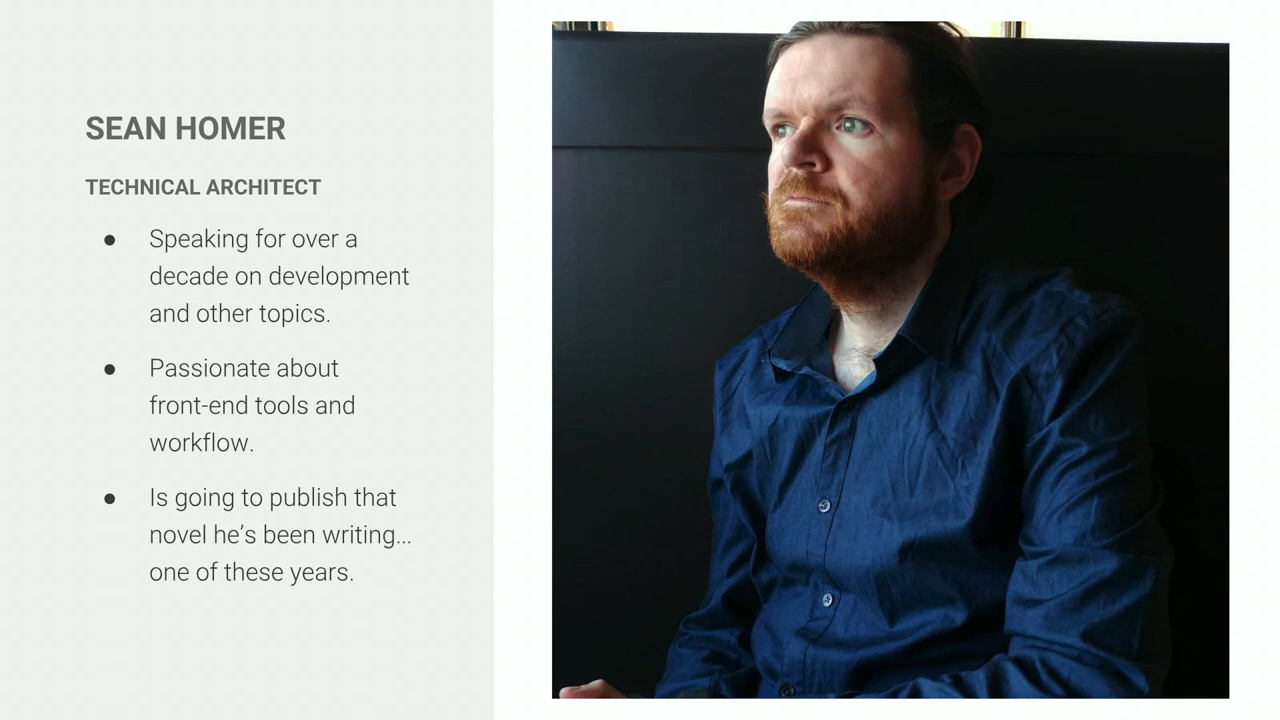 SEAN HOMER
TECHNICAL ARCHITECT
● Speaking for over a
decade on development
and other topics.
● Passionate about
front-end tools and
workflow.
● Is going to publish that
novel he’s been writing...
one of these years.